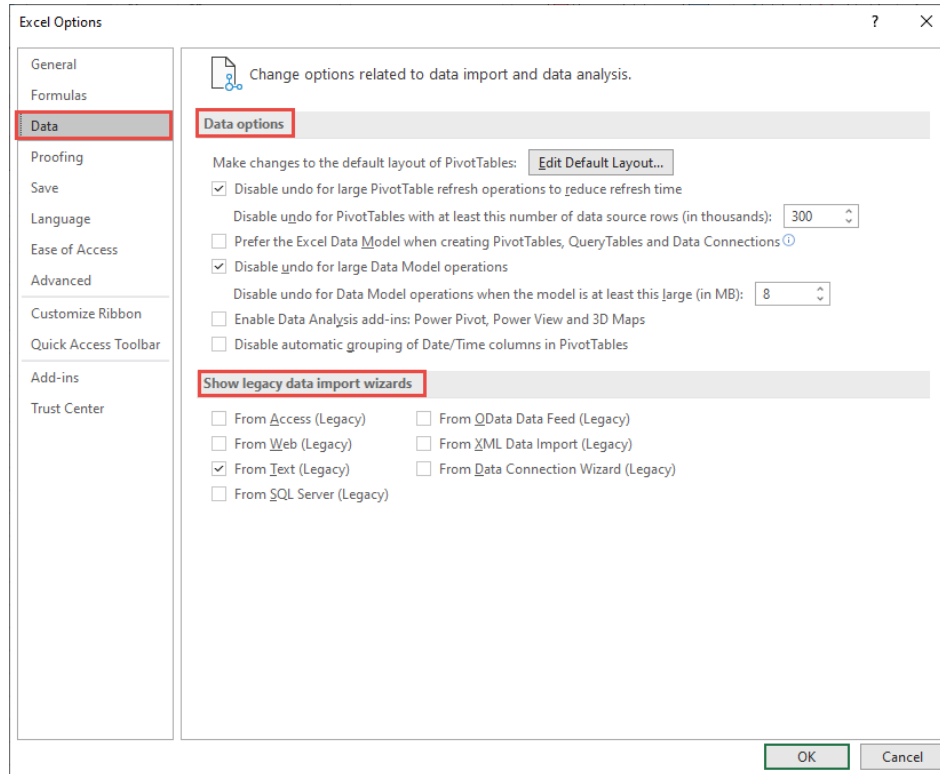 Excel Options
?
General
Formulas
Data
Proofing
Save
Language
Ease of Access
Advanced
Customize Ribbon
Quick Access Toolbar
Add-ins
Trust Center
Change options related to data import and data analysis.
Data options
Make changes to the default layout of PivotTables: Edit Default Layout...
Disable undo for large PivotTable refresh operations to reduce refresh time
Disable undo for PivotTables with at least this number of data source rows (in thousands): 300
Prefer the Excel Data Model when creating PivotTables, QueryTables and Data Connections
Disable undo for large Data Model operations
Disable undo for Data Model operations when the model is at least this large (in MB): 8
Enable Data Analysis add-ins: Power Pivot, Power View and 3D Maps
Disable automatic grouping of Date/Time columns in PivotTables
Show legacy data import wizards
From Access (Legacy) From OData Data Feed (Legacy)
From Web (Legacy) From XML Data Import (Legacy)
From Text (Legacy) From Data Connection Wizard (Legacy)
From SQL Server (Legacy)
OK Cancel